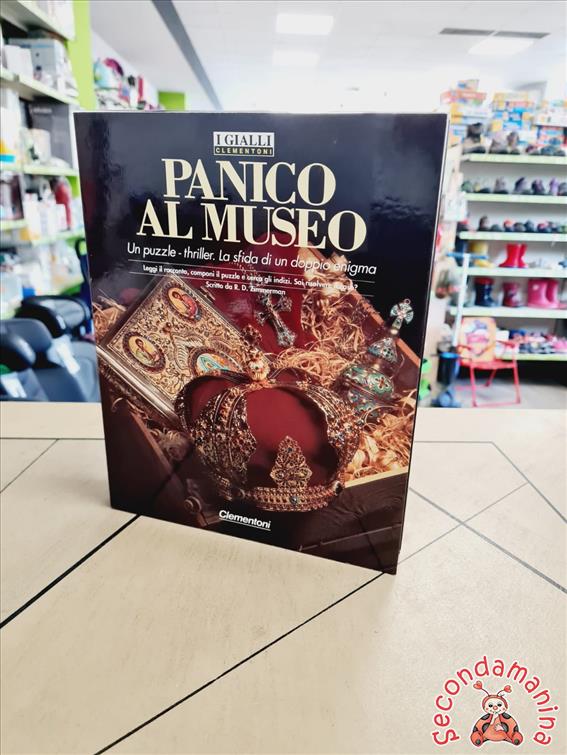 I GIALLI
CLEMENTONI
PANICO
AL MUSEO
Un puzzle - thriller. La sfida di un doppio enigma
Leggi il racconto, componi il puzzle e cerca gli indizi. Sai risolvere
Scritto da R. D. Zimmerman
Clementoni
Secondamanina